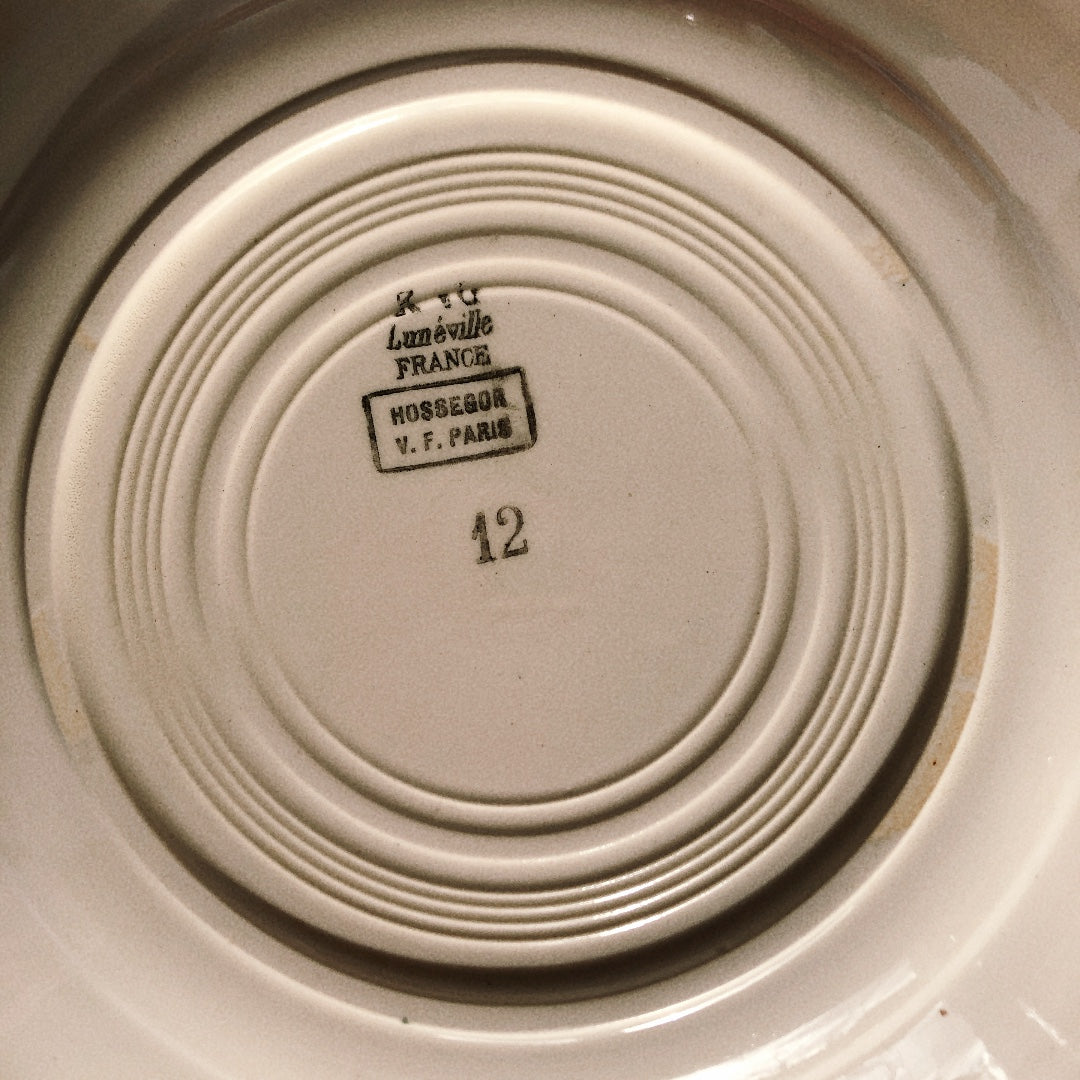 K G
Lunéville
FRANCE
HOSSEGOR
V. F. PARIS
12